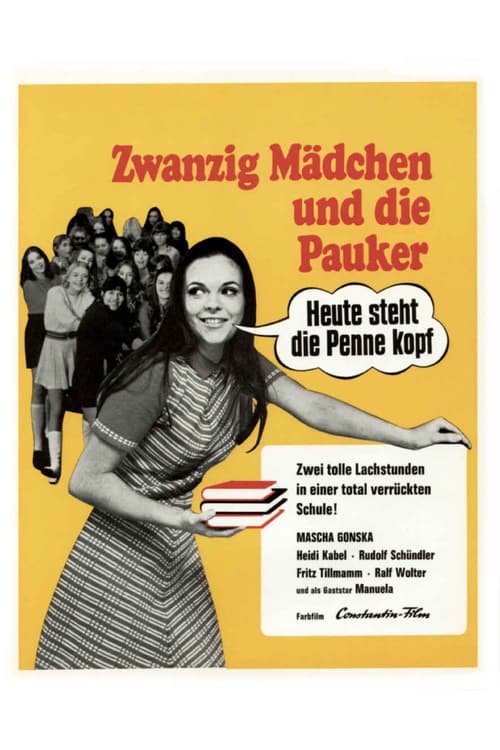 Zwanzig Mädchen
und die
Pauker
Heute steht
die Penne kopf
Zwei tolle Lachstunden
in einer total verrückten
Schule!
MASCHA GONSKA
Heidi Kabel · Rudolf Schündler
Fritz Tillmamm · Ralf Wolter
und als Gaststar Manuela
Farbfilm Constantin-Film